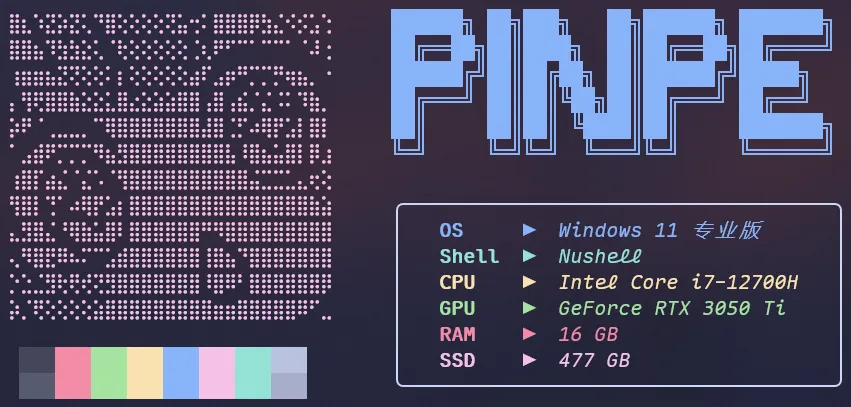 PINPE
OS ► Windows 11 专业版
Shell ► Nushell
CPU ► Intel Core i7-12700H
GPU ► GeForce RTX 3050 Ti
RAM ► 16 GB
SSD ► 477 GB